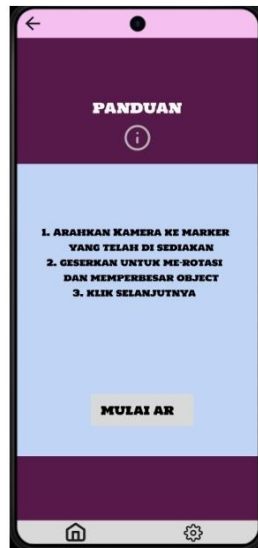 PANDUAN
1. ARAHKAN KAMERA KE MARKER
YANG TELAH DI SEDIAKAN
2. GESERKAN UNTUK ME-ROTASI
DAN MEMPERBESAR OBJECT
3. KLIK SELANJUTNYA
MULAI AR